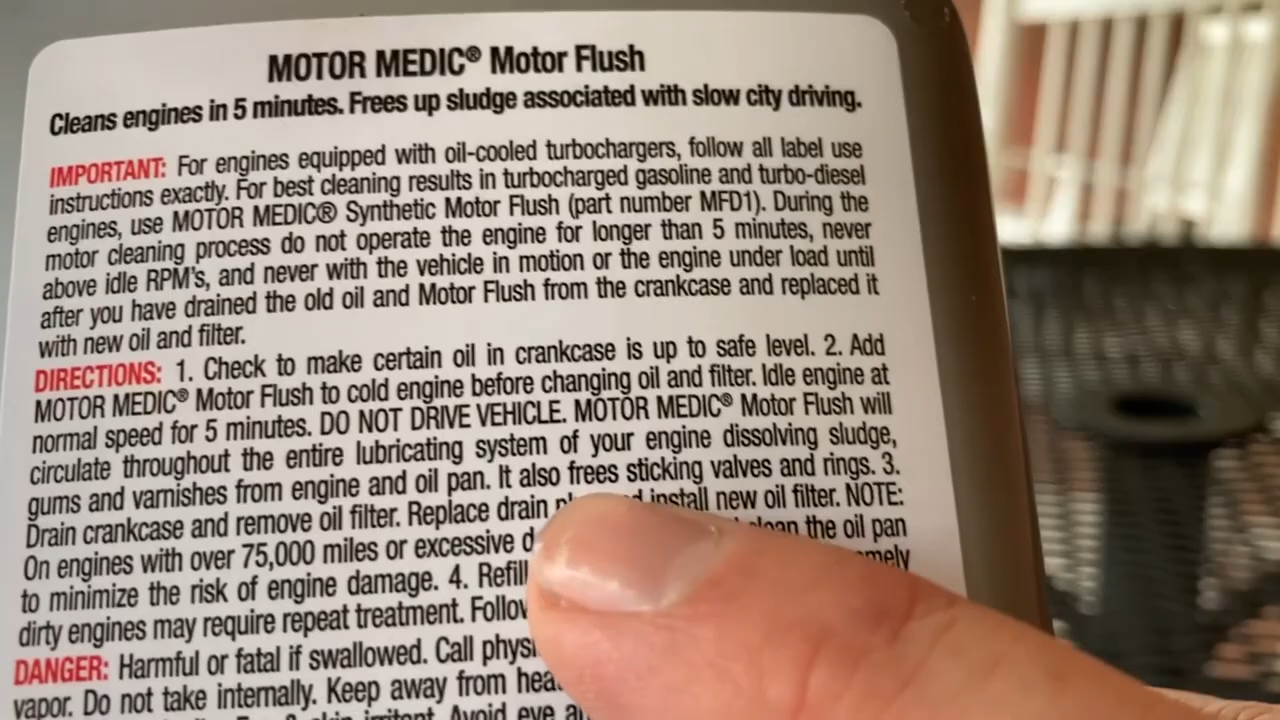 MOTOR MEDIC® Motor Flush
Cleans engines in 5 minutes. Frees up sludge associated with slow city driving.
IMPORTANT: For engines equipped with oil-cooled turbochargers, follow all label use
instructions exactly. For best cleaning results in turbocharged gasoline and turbo-diesel
engines, use MOTOR MEDIC® Synthetic Motor Flush (part number MFD1). During the
motor cleaning process do not operate the engine for longer than 5 minutes, never
above idle RPM's, and never with the vehicle in motion or the engine under load until
after you have drained the old oil and Motor Flush from the crankcase and replaced it
with new oil and filter.
DIRECTIONS: 1. Check to make certain oil in crankcase is up to safe level. 2. Add
MOTOR MEDIC® Motor Flush to cold engine before changing oil and filter. Idle engine at
normal speed for 5 minutes. DO NOT DRIVE VEHICLE. MOTOR MEDIC® Motor Flush will
circulate throughout the entire lubricating system of your engine dissolving sludge,
gums and varnishes from engine and oil pan. It also frees sticking valves and rings. 3.
Drain crankcase and remove oil filter. Replace drain install new oil filter. NOTE:
On engines with over 75,000 miles or excessive the oil pan
to minimize the risk of engine damage. 4. Refill
dirty engines may require repeat treatment.
DANGER: Harmful or fatal if swallowed. Call
vapor. Do not take internally. Keep away from
irritant. Avoid eye